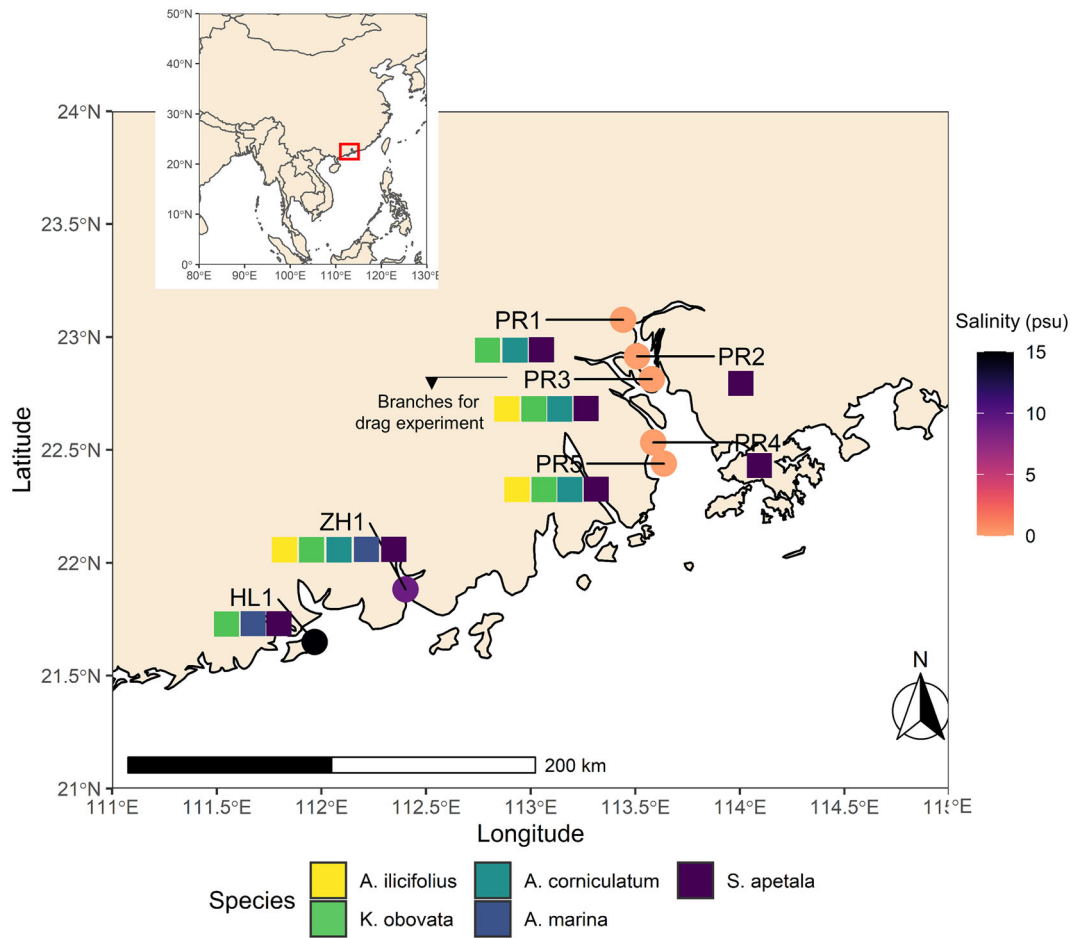 50°N
40°N
30°N
20°N
10°N
0°
80°E 90°E 100°E 110°E 120°E 130°E
24°N
23.5°N
23°N
22.5°N
22°N
21.5°N
21°N
Latitude
PR1
PR2
PR3
Branches for
drag experiment
PR4
PR5
ZH1
HL1
Salinity (psu)
15
10
5
0
N
200 km
111°E 111.5°E 112°E 112.5°E 113°E 113.5°E 114°E 114.5°E 115°E
Longitude
Species
A. ilicifolius
A. corniculatum
S. apetala
K. obovata
A. marina